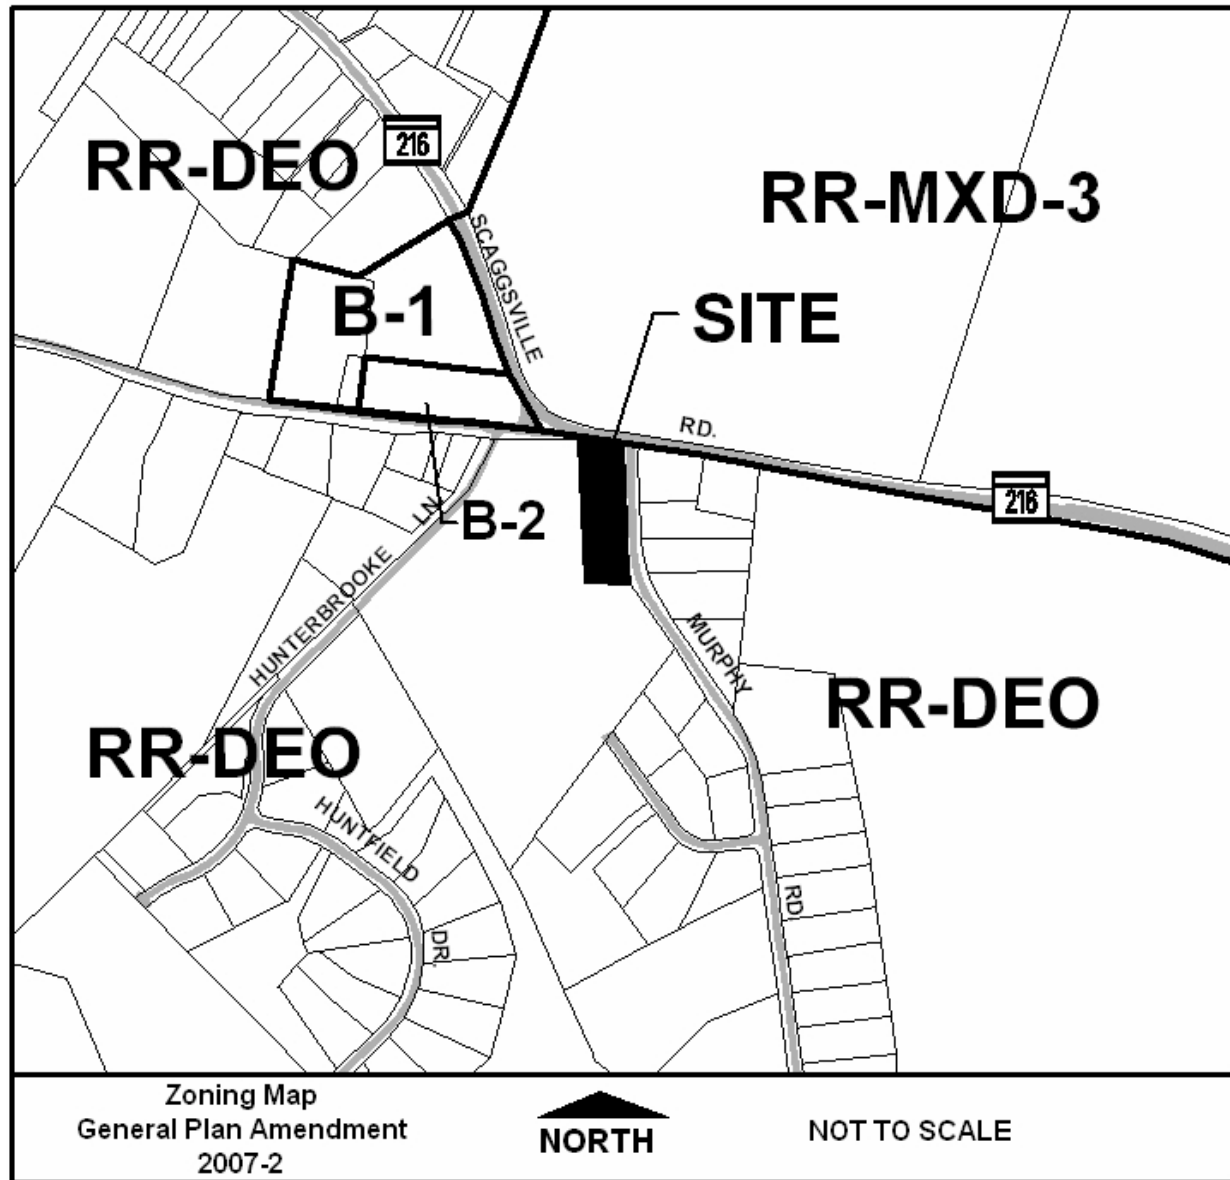 216
RR-DEO
RR-MXD-3
SCAGGSVILLE
B-1
SITE
RD.
216
LN.
B-2
HUNTERBROOKE
MURPHY
RR-DEO
RR-DEO
HUNTFIELD
RD
DR.
Zoning Map
General Plan Amendment
2007-2
NORTH
NOT TO SCALE